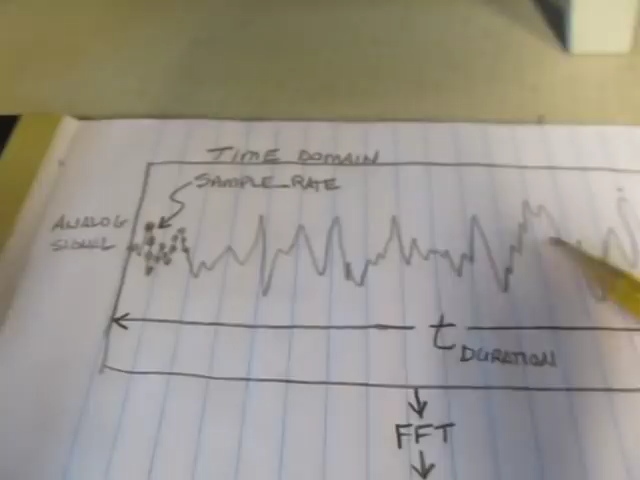 TIME DOMAIN
SAMPLE RATE
ANALOG
SIGNAL
t DURATION
FFT